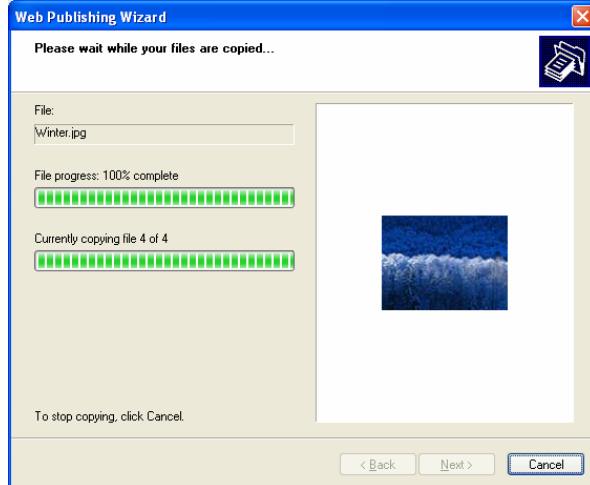 Web Publishing Wizard
Please wait while your files are copied...
File:
Winter.jpg
File progress: 100% complete
Currently copying file 4 of 4
To stop copying, click Cancel.
< Back Next > Cancel